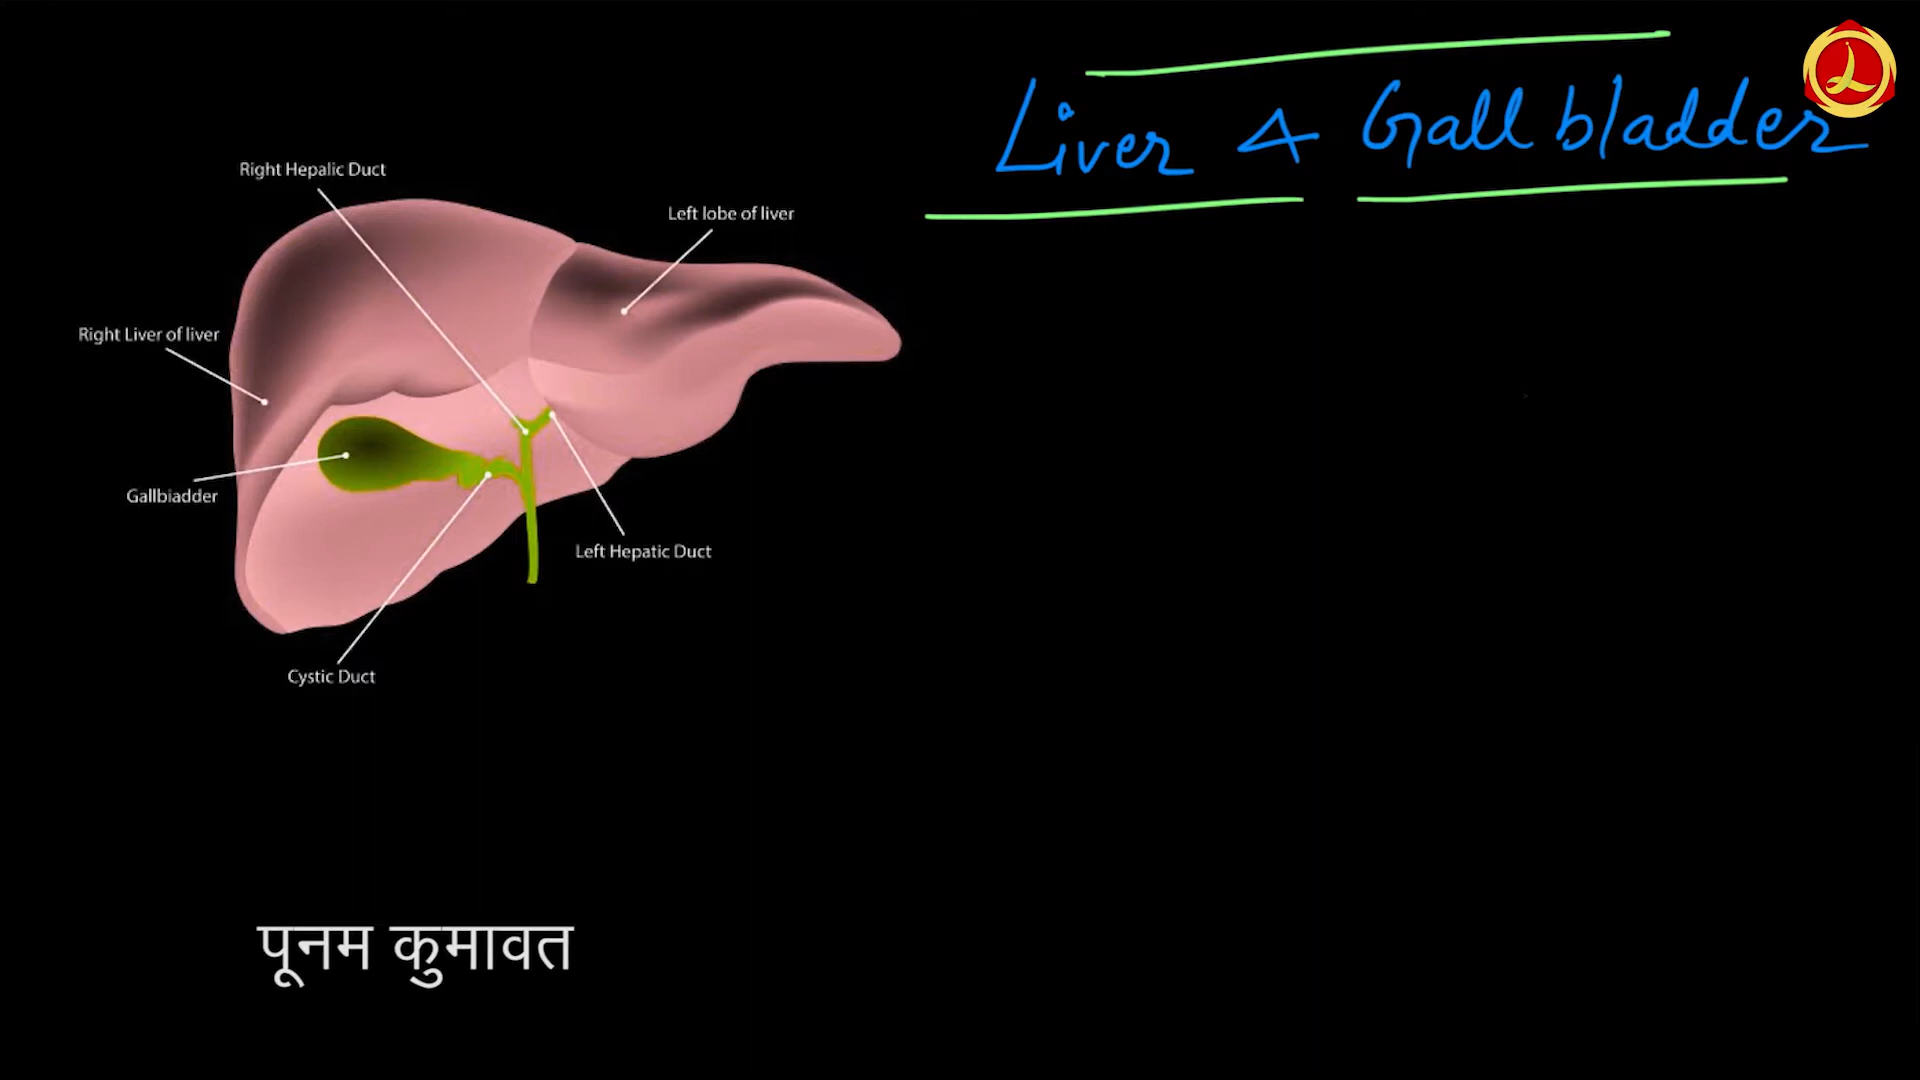 Liver & Gall bladder
Right Hepalic Duct
Left lobe of liver
Right Liver of liver
Gallbiadder
Left Hepatic Duct
Cystic Duct
पूनम कुमावत